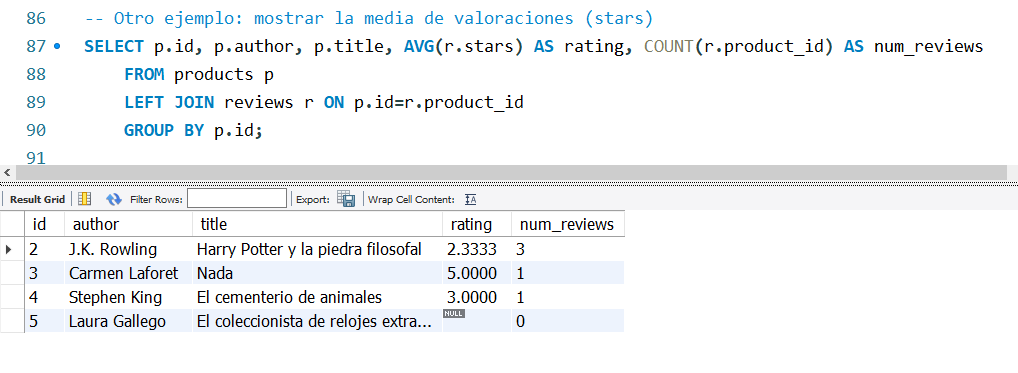 86 -- Otro ejemplo: mostrar la media de valoraciones (stars)
87 SELECT p.id, p.author, p.title, AVG(r.stars) AS rating, COUNT(r.product_id) AS num_reviews
88 FROM products p
89 LEFT JOIN reviews r ON p.id=r.product_id
90 GROUP BY p.id;
91
Result Grid Filter Rows: Export: Wrap Cell Content: IA
id author title rating num_reviews
2 J.K. Rowling Harry Potter y la piedra filosofal 2.3333 3
3 Carmen Laforet Nada 5.0000 1
4 Stephen King El cementerio de animales 3.0000 1
5 Laura Gallego El coleccionista de relojes extra... NULL 0